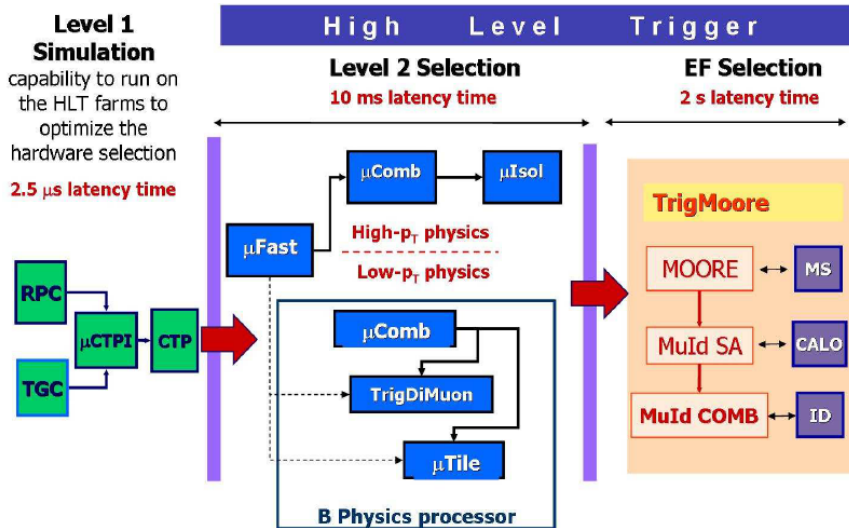 Level 1
Simulation
capability to run on
the HLT farms to
optimize the
hardware selection
2.5 μs latency time
High Level Trigger
Level 2 Selection
10 ms latency time
EF Selection
2 s latency time
RPC
TGC
μCTPI
CTP
μFast
μComb
μIsol
High-pT physics
Low-pT physics
μComb
TrigDiMuon
μTile
B Physics processor
TrigMoore
MOORE
MS
MuId SA
CALO
MuId COMB
ID